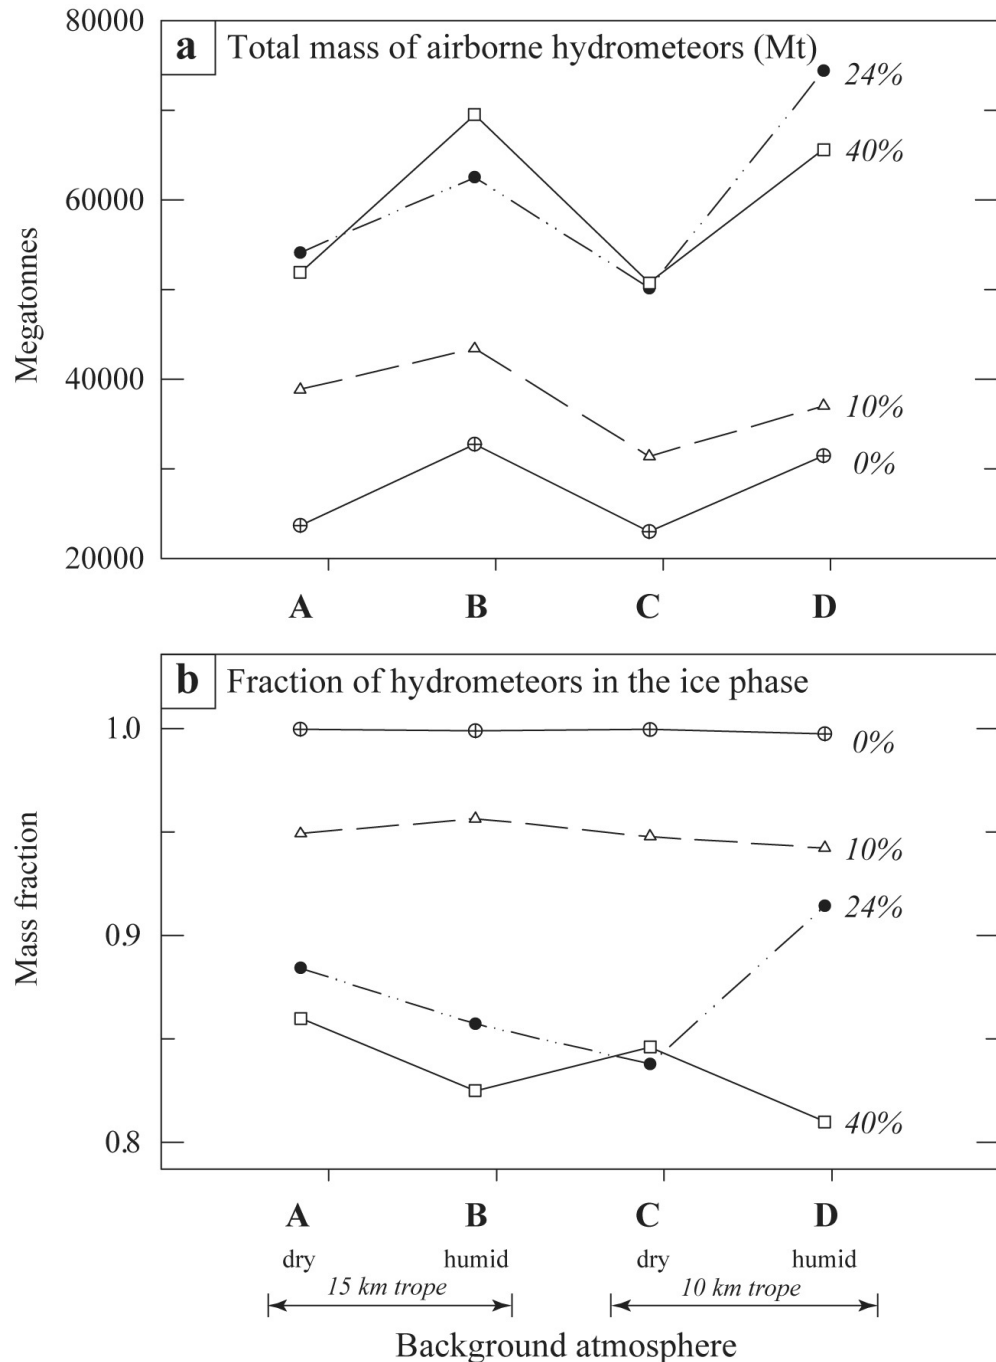 a Total mass of airborne hydrometeors (Mt)
80000
60000
40000
20000
Megatonnes
24%
40%
10%
0%
A B C D
b Fraction of hydrometeors in the ice phase
1.0
0.9
0.8
Mass fraction
0%
10%
24%
40%
A B C D
dry humid dry humid
15 km trope 10 km trope
Background atmosphere